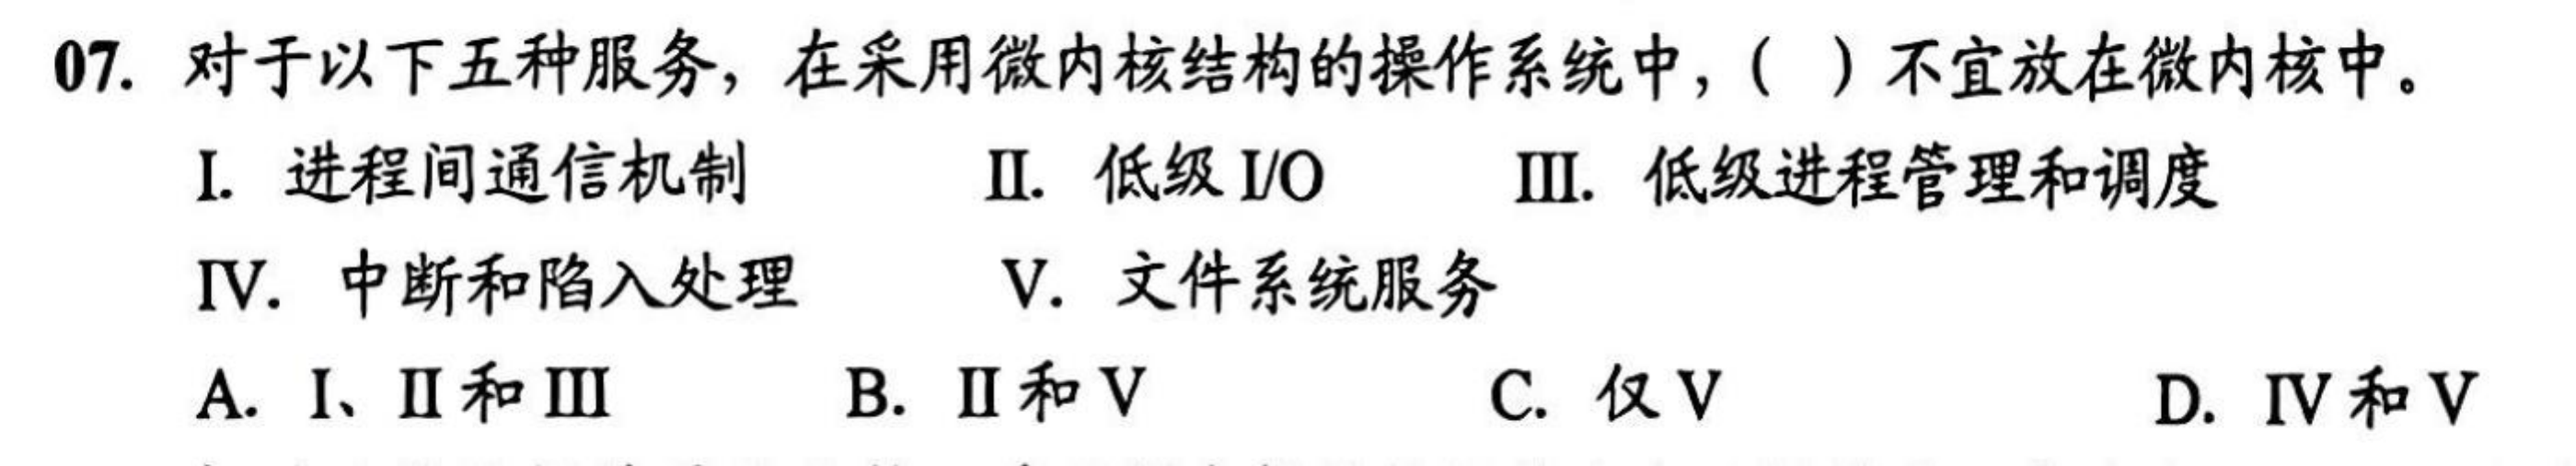 07. 对于以下五种服务，在采用微内核结构的操作系统中，（ ）不宜放在微内核中。
I. 进程间通信机制 II. 低级 I/O III. 低级进程管理和调度
IV. 中断和陷入处理 V. 文件系统服务
A. I、II 和 III B. II 和 V C. 仅 V D. IV 和 V